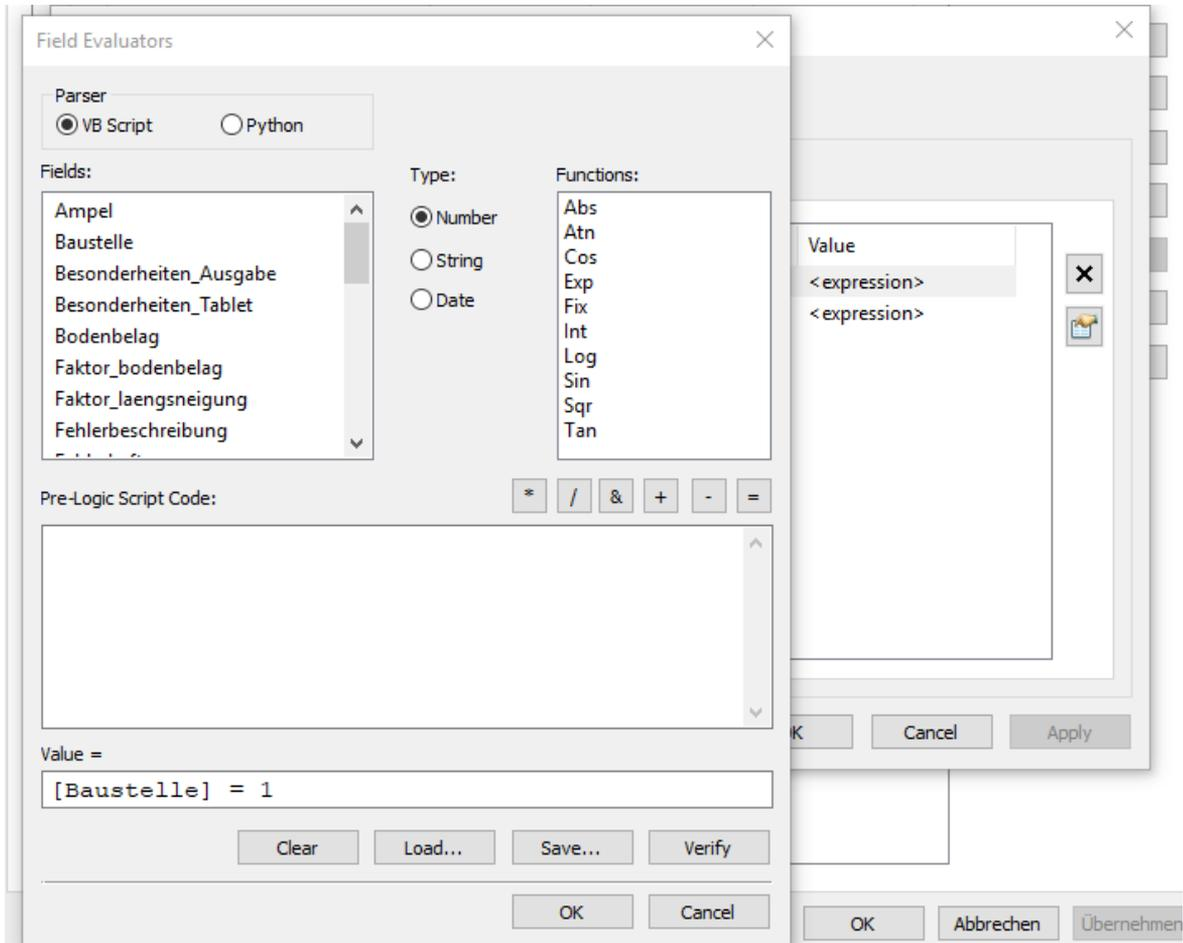 Field Evaluators
Parser
VB Script Python
Fields:
Ampel
Baustelle
Besonderheiten_Ausgabe
Besonderheiten_Tablet
Bodenbelag
Faktor_bodenbelag
Faktor_laengsneigung
Fehlerbeschreibung
Type:
Number
String
Date
Functions:
Abs
Atn
Cos
Exp
Fix
Int
Log
Sin
Sqr
Tan
Pre-Logic Script Code:
* / & + - =
Value =
[Baustelle] = 1
Clear Load... Save... Verify
OK Cancel
Value
<expression>
<expression>
Cancel Apply
OK Abbrechen Übernehmen